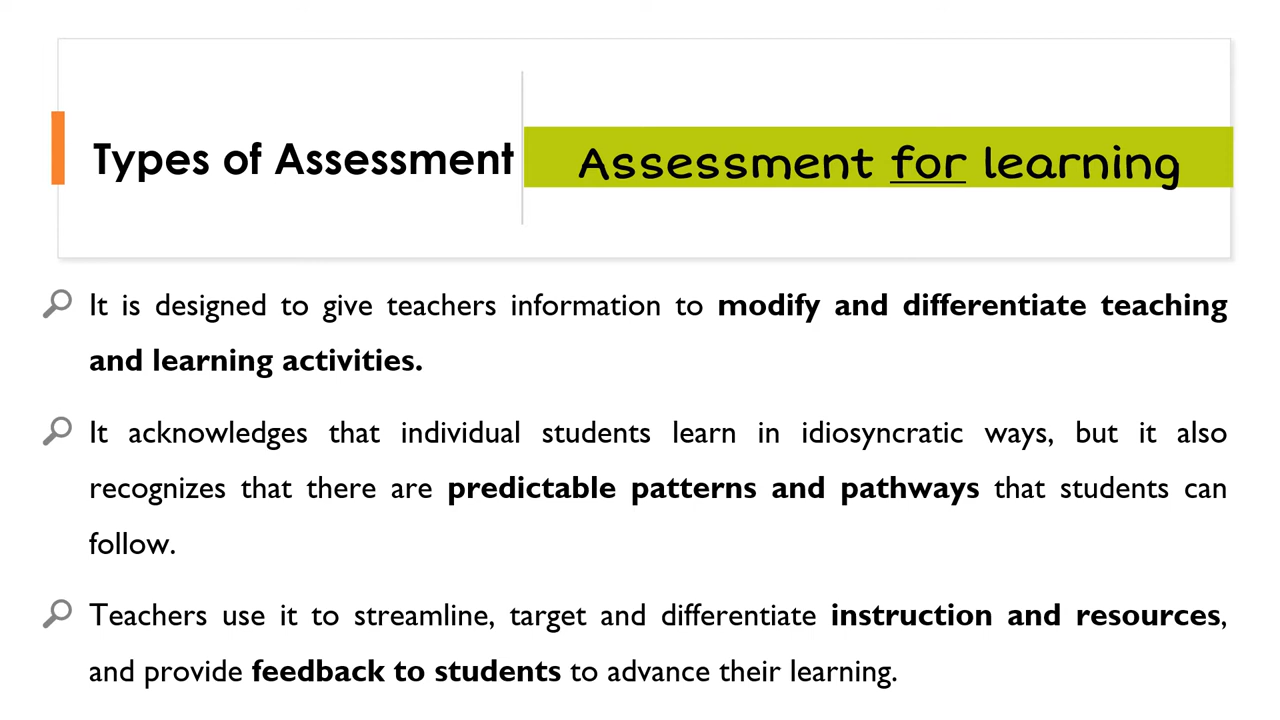 Types of Assessment
Assessment for learning
It is designed to give teachers information to modify and differentiate teaching
and learning activities.
It acknowledges that individual students learn in idiosyncratic ways, but it also
recognizes that there are predictable patterns and pathways that students can
follow.
Teachers use it to streamline, target and differentiate instruction and resources,
and provide feedback to students to advance their learning.